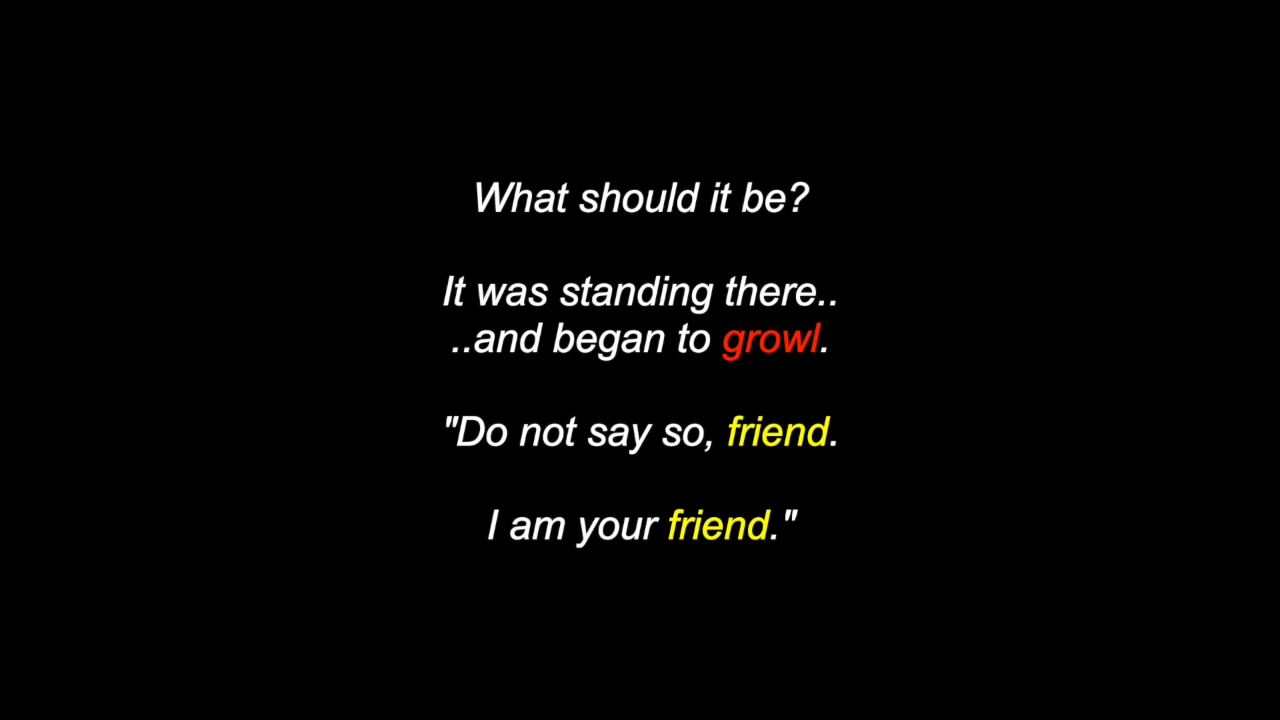 What should it be?
It was standing there..
..and began to growl.
"Do not say so, friend.
I am your friend."